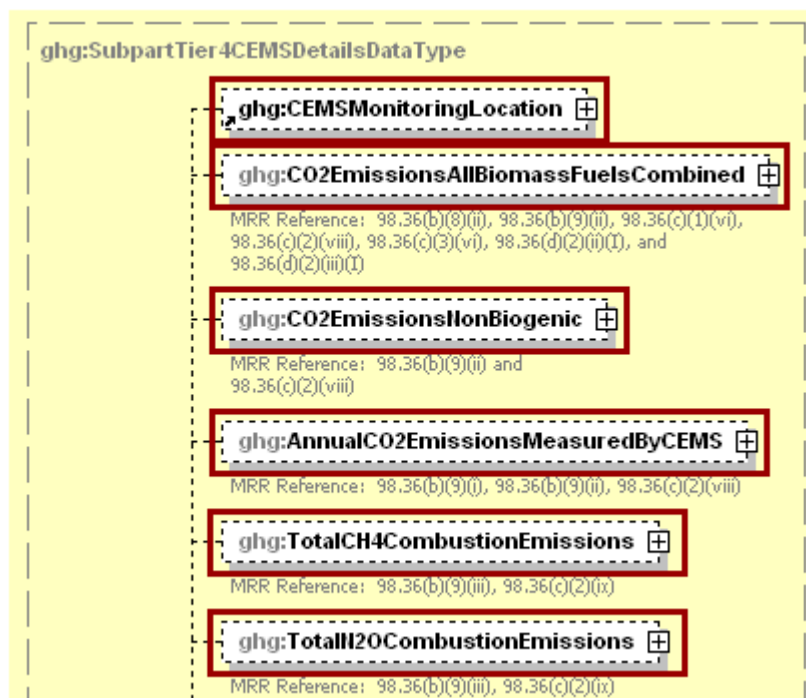 ghg:SubpartTier4CEMSDetailsDataType
ghg:CEMSMonitoringLocation
ghg:CO2EmissionsAllBiomassFuelsCombined
MRR Reference: 98.36(b)(8)(ii), 98.36(b)(9)(ii), 98.36(c)(1)(vi),
98.36(c)(2)(viii), 98.36(c)(3)(vi), 98.36(d)(2)(ii)(I), and
98.36(d)(2)(iii)(I)
ghg:CO2EmissionsNonBiogenic
MRR Reference: 98.36(b)(9)(ii) and
98.36(c)(2)(viii)
ghg:AnnualCO2EmissionsMeasuredByCEMS
MRR Reference: 98.36(b)(9)(i), 98.36(b)(9)(ii), 98.36(c)(2)(viii)
ghg:TotalCH4CombustionEmissions
MRR Reference: 98.36(b)(9)(iii), 98.36(c)(2)(ix)
ghg:TotalN2OCombustionEmissions
MRR Reference: 98.36(b)(9)(iii), 98.36(c)(2)(ix)